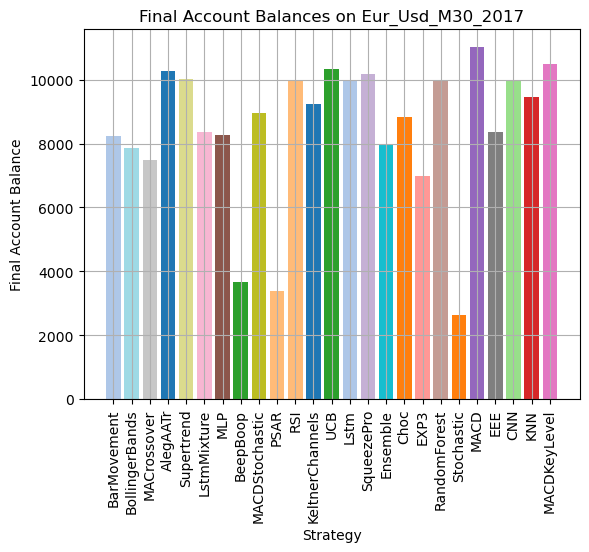 Final Account Balances on Eur_Usd_M30_2017
Final Account Balance
10000
8000
6000
4000
2000
0
BarMovement
BollingerBands
MACrossover
AlegAATr
Supertrend
LstmMixture
MLP
BeepBoop
MACDStochastic
PSAR
RSI
KeltnerChannels
UCB
Lstm
SqueezePro
Ensemble
Choc
EXP3
RandomForest
Stochastic
MACD
EEE
CNN
KNN
MACDKeyLevel
Strategy